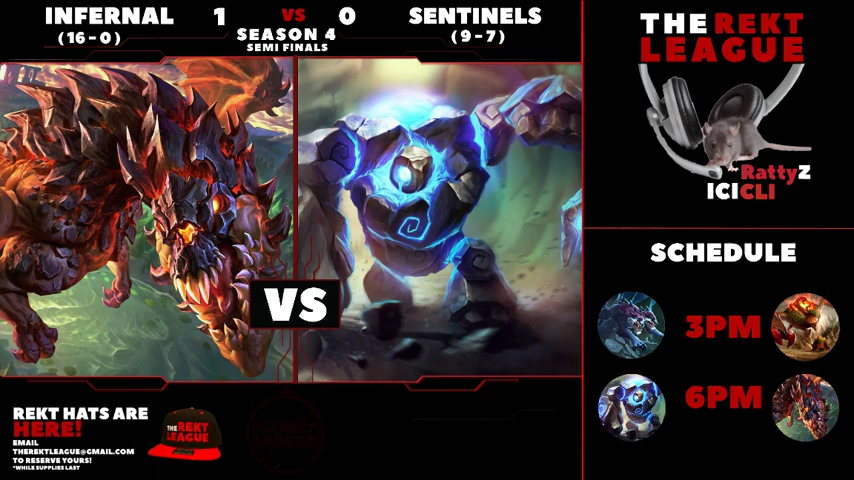 INFERNAL 1 VS 0 SENTINELS
(16-0) SEASON 4 (9-7)
SEMI FINALS
VS
THE REKT
LEAGUE
RattyZ
ICICLI
SCHEDULE
3PM
6PM
REKT HATS ARE
HERE!
EMAIL
THEREKTLEAGUE@GMAIL.COM
TO RESERVE YOURS!
*WHILE SUPPLIES LAST
THE REKT
LEAGUE